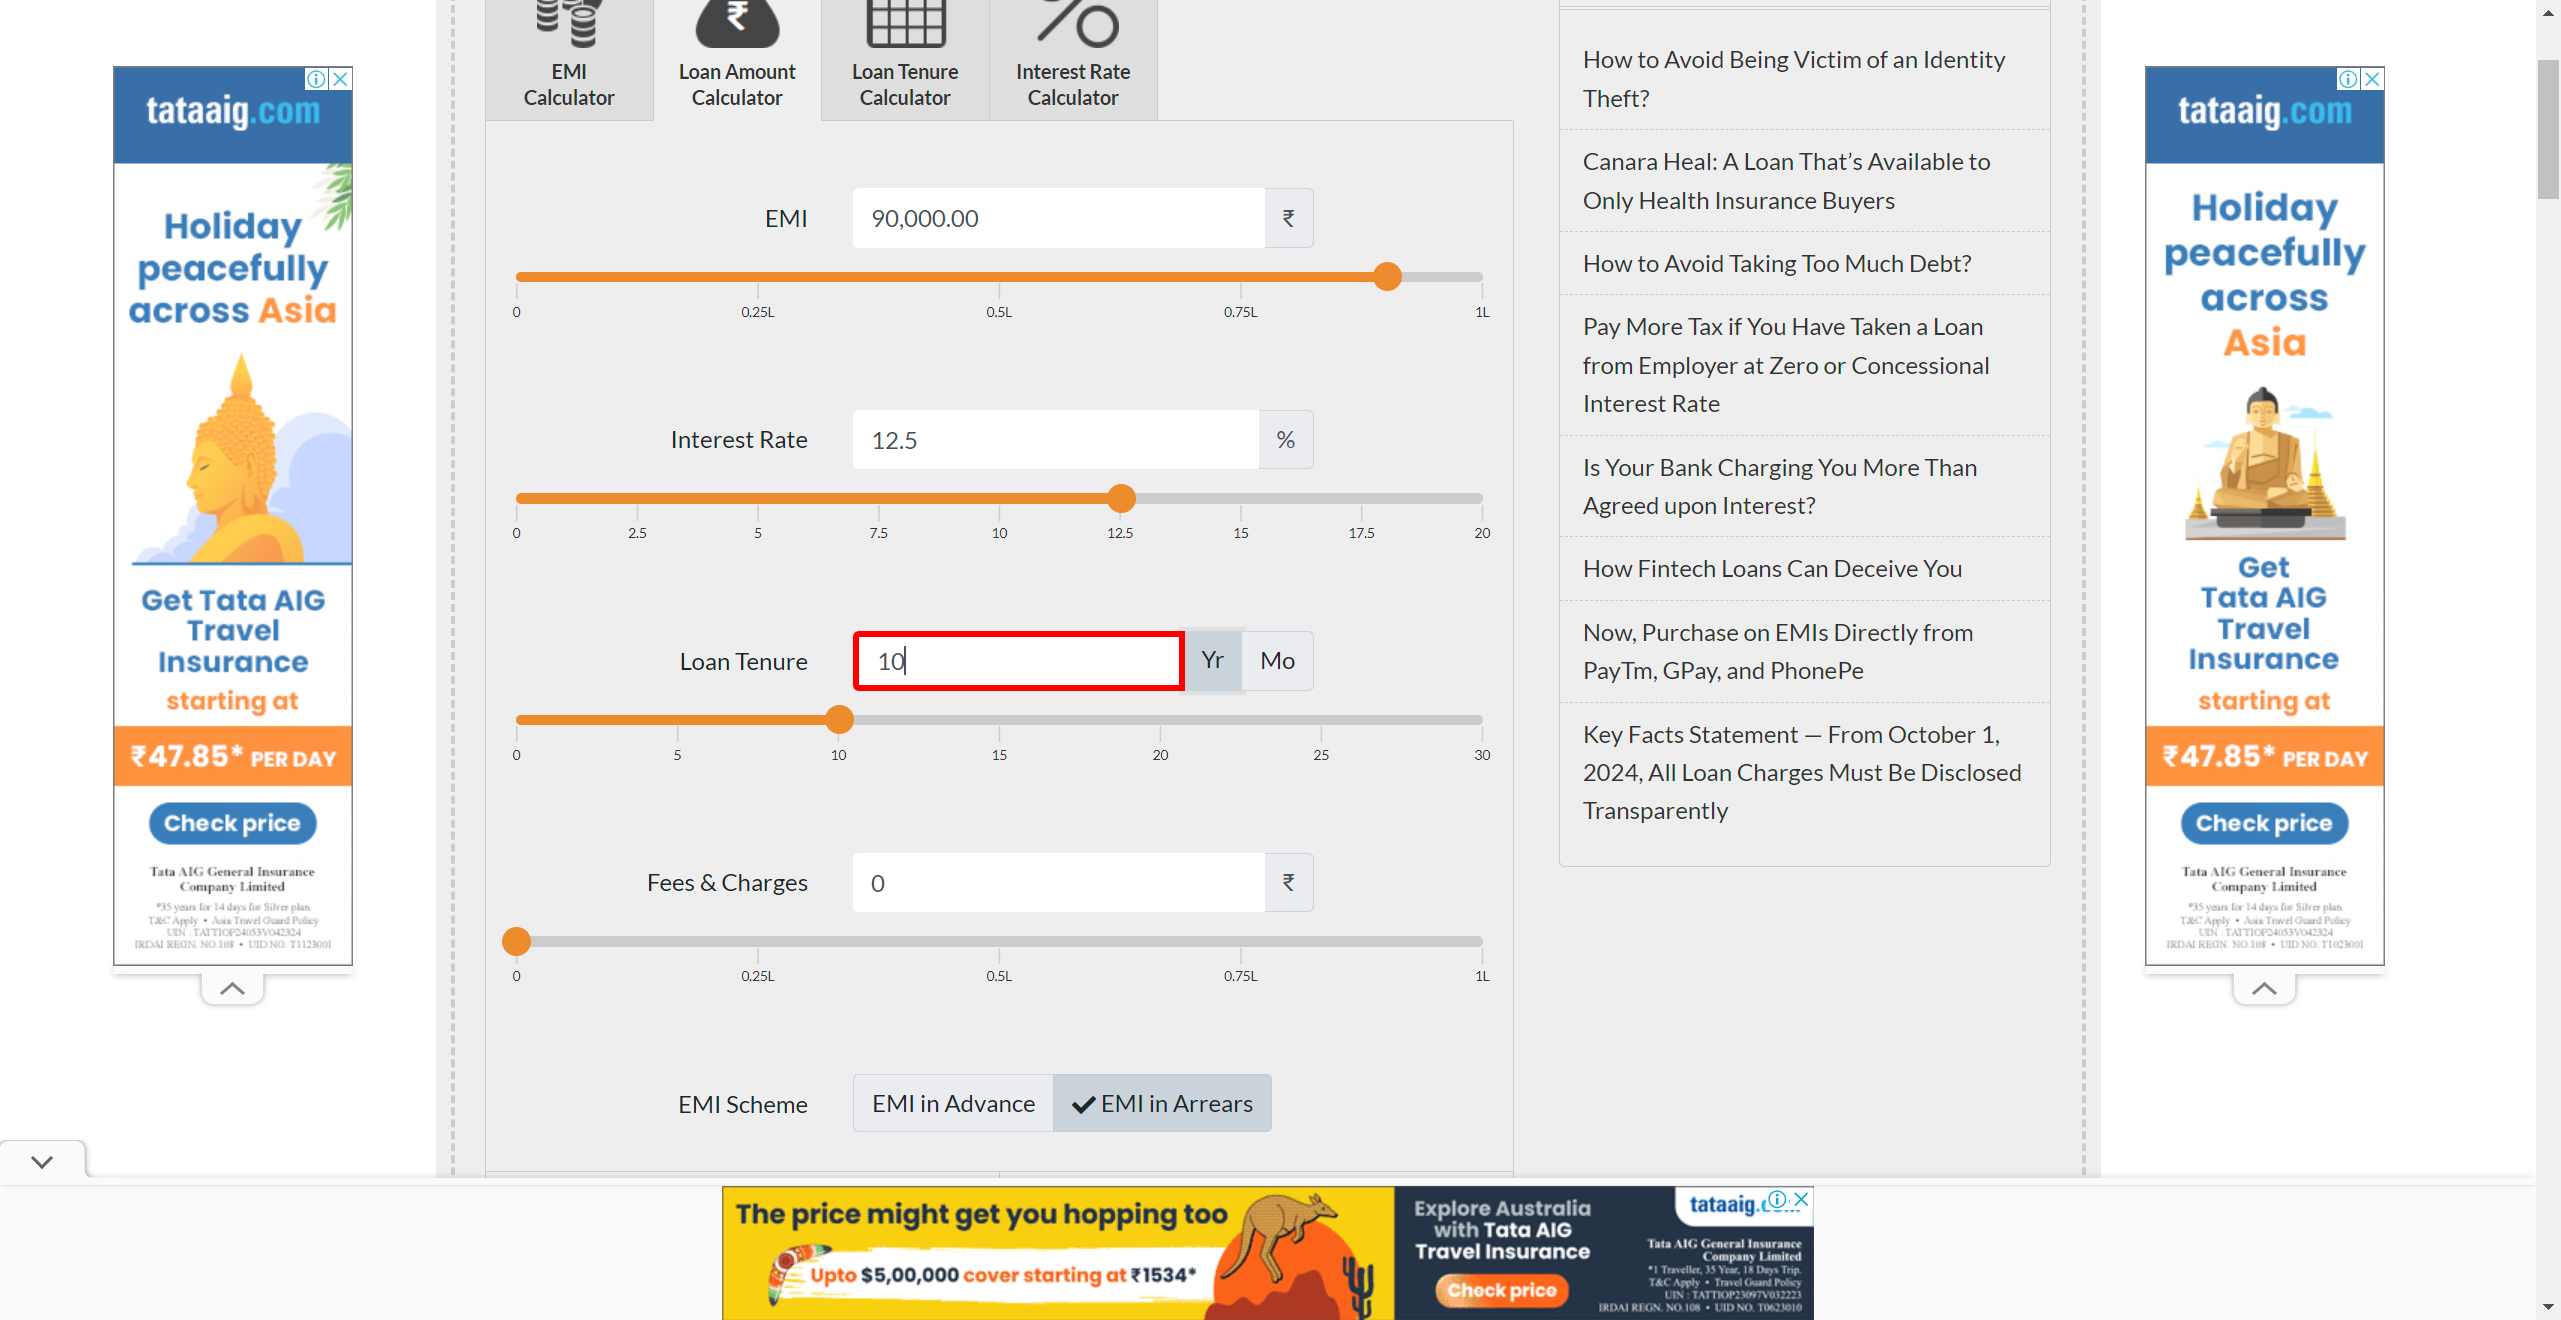 EMI
Calculator
Loan Amount
Calculator
Loan Tenure
Calculator
Interest Rate
Calculator
EMI
90,000.00
₹
0
0.25L
0.5L
0.75L
1L
Interest Rate
12.5
%
0
2.5
5
7.5
10
12.5
15
17.5
20
Loan Tenure
10
Yr
Mo
0
5
10
15
20
25
30
Fees & Charges
0
₹
0
0.25L
0.5L
0.75L
1L
EMI Scheme
EMI in Advance
EMI in Arrears
How to Avoid Being Victim of an Identity
Theft?
Canara Heal: A Loan That’s Available to
Only Health Insurance Buyers
How to Avoid Taking Too Much Debt?
Pay More Tax if You Have Taken a Loan
from Employer at Zero or Concessional
Interest Rate
Is Your Bank Charging You More Than
Agreed upon Interest?
How Fintech Loans Can Deceive You
Now, Purchase on EMIs Directly from
PayTm, GPay, and PhonePe
Key Facts Statement — From October 1,
2024, All Loan Charges Must Be Disclosed
Transparently
tataaig.com
Holiday
peacefully
across Asia
Get Tata AIG
Travel
Insurance
starting at
₹47.85* PER DAY
Check price
Tata AIG General Insurance
Company Limited
*35 years for 14 days for Silver plan
T&C Apply • Asia Travel Guard Policy
UIN : TATTIOP24053V042324
IRDAI REGN. NO.108 • UID NO. T1123001
tataaig.com
Holiday
peacefully
across
Asia
Get
Tata AIG
Travel
Insurance
starting at
₹47.85* PER DAY
Check price
Tata AIG General Insurance
Company Limited
*35 years for 14 days for Silver plan
T&C Apply • Asia Travel Guard Policy
UIN : TATTIOP24053V042324
IRDAI REGN. NO.108 • UID NO. T1023001
The price might get you hopping too
Upto $5,00,000 cover starting at ₹1534*
Explore Australia
with Tata AIG
Travel Insurance
Check price
Tata AIG General Insurance
Company Limited
*1 Traveller, 35 Year, 18 Days Trip.
T&C Apply • Travel Guard Policy
UIN : TATTIOP23097V032223
IRDAI REGN. NO.108 • UID NO. T0623010